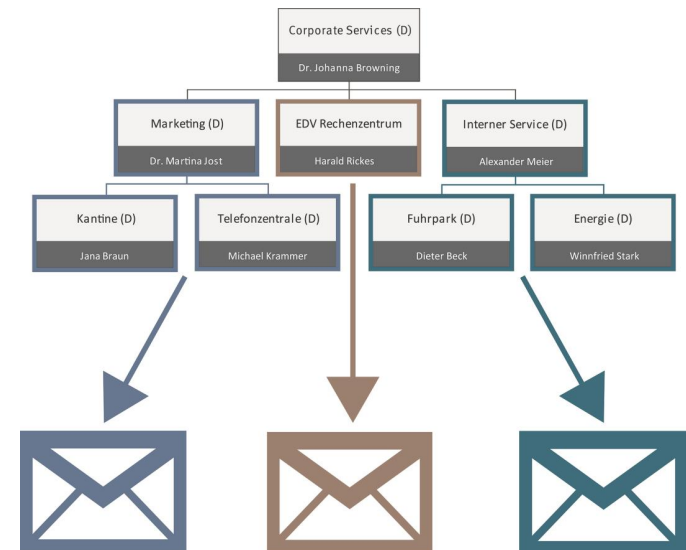 Corporate Services (D)
Dr. Johanna Browning
Marketing (D)
Dr. Martina Jost
EDV Rechenzentrum
Harald Rickes
Interner Service (D)
Alexander Meier
Kantine (D)
Jana Braun
Telefonzentrale (D)
Michael Krammer
Fuhrpark (D)
Dieter Beck
Energie (D)
Winnfried Stark